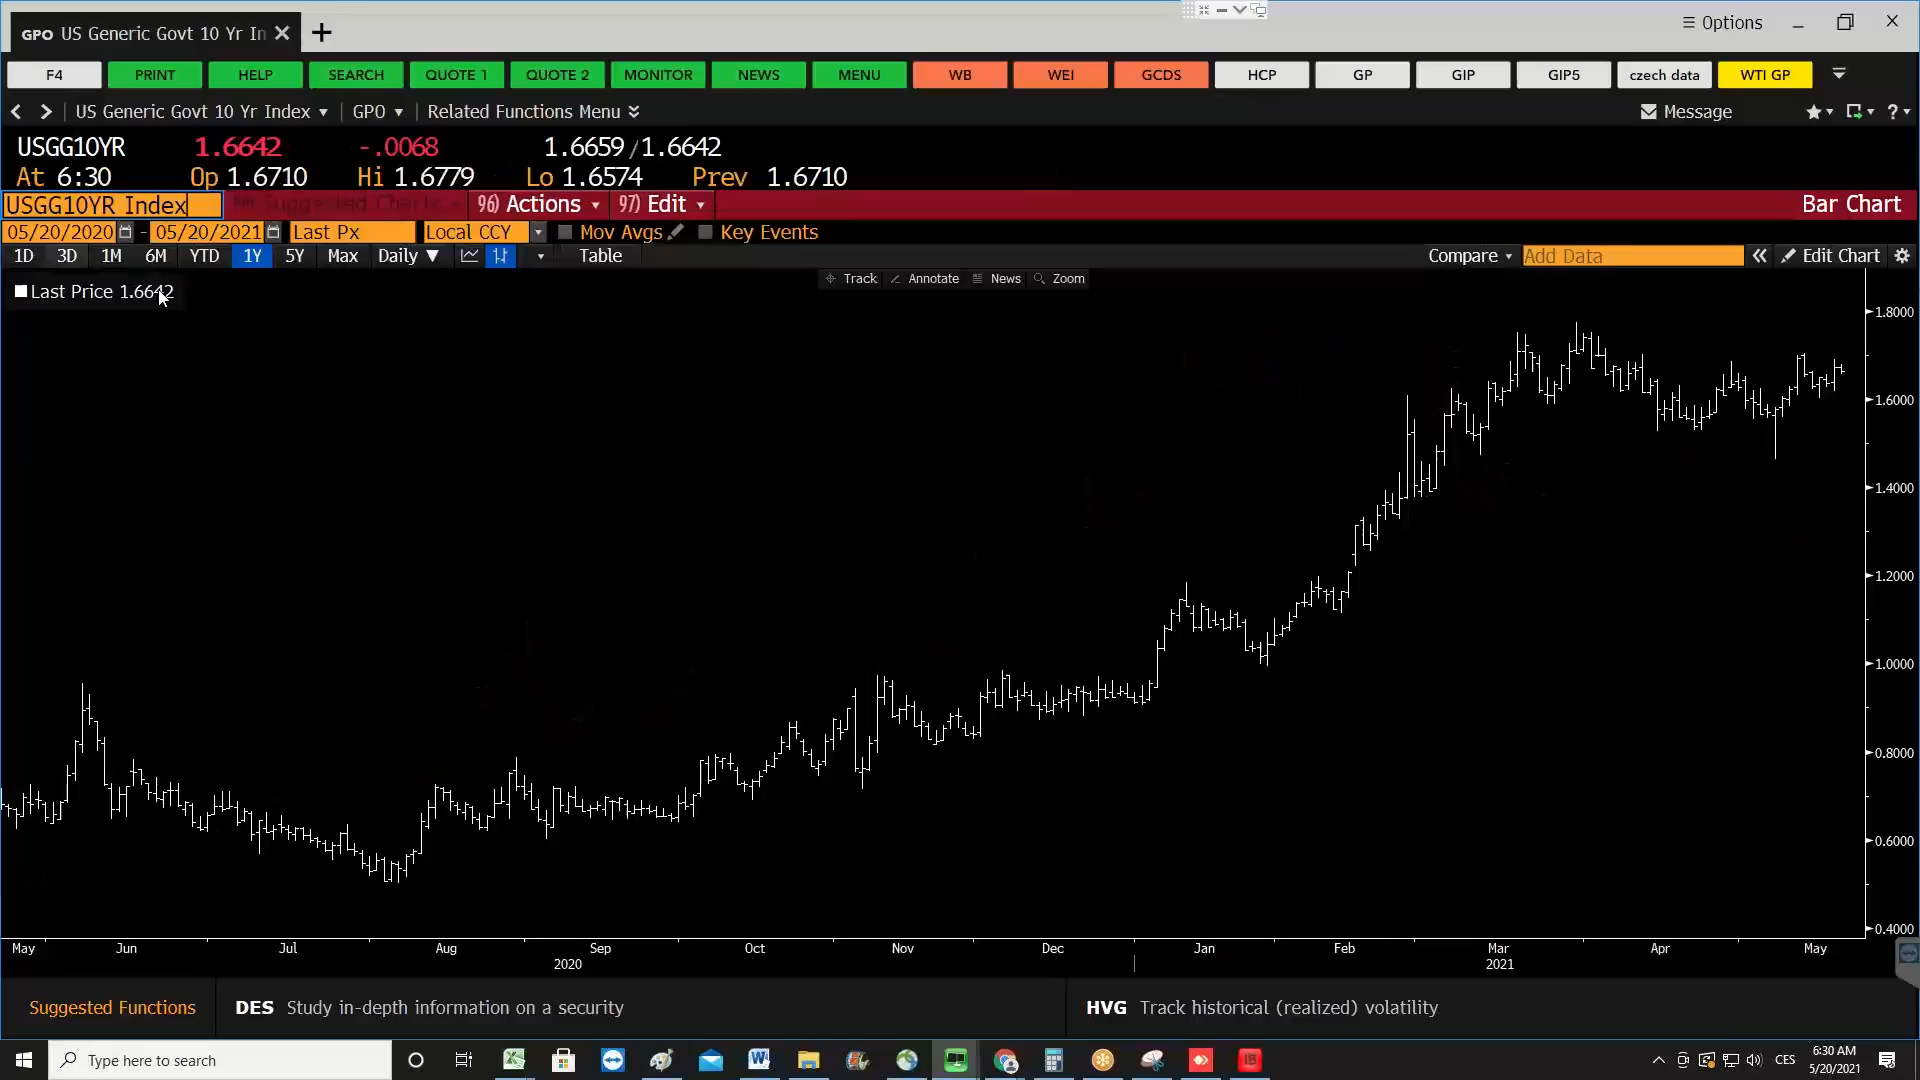 GPO US Generic Govt 10 Yr In
Options
F4 PRINT HELP SEARCH QUOTE 1 QUOTE 2 MONITOR NEWS MENU WB WEI GCDS HCP GP GIP GIP5 czech data WTI GP
US Generic Govt 10 Yr Index GPO Related Functions Menu Message
USGG10YR 1.6642 -.0068 1.6659/1.6642
At 6:30 Op 1.6710 Hi 1.6779 Lo 1.6574 Prev 1.6710
USGG10YR Index 96) Actions 97) Edit Bar Chart
05/20/2020 - 05/20/2021 Last Px Local CCY Mov Avgs Key Events
1D 3D 1M 6M YTD 1Y 5Y Max Daily Table Compare Add Data Edit Chart
Track Annotate News Zoom
Last Price 1.6642
1.8000
1.6000
1.4000
1.2000
1.0000
0.8000
0.6000
0.4000
May Jun Jul Aug Sep Oct Nov Dec Jan Feb Mar Apr May
2020 2021
Suggested Functions DES Study in-depth information on a security HVG Track historical (realized) volatility
Type here to search
CES
6:30 AM
5/20/2021